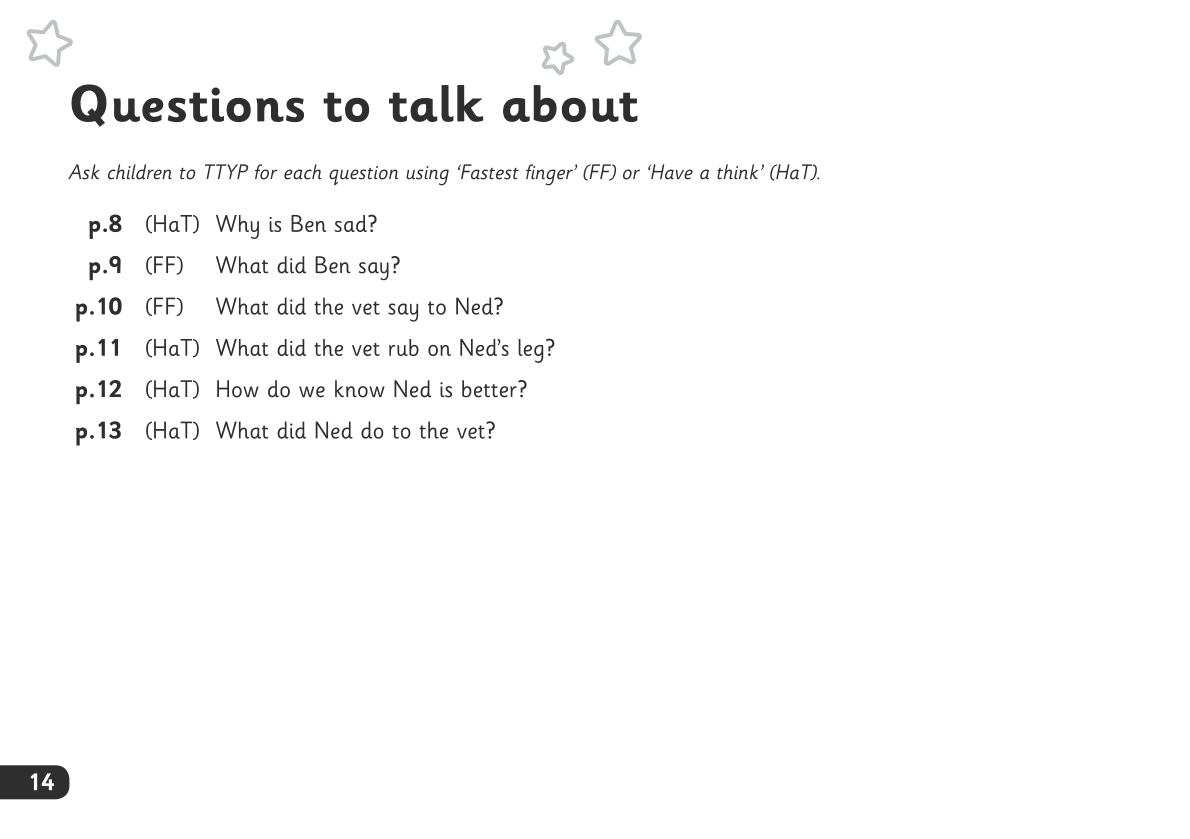 Questions to talk about
Ask children to TTYP for each question using ‘Fastest finger’ (FF) or ‘Have a think’ (HaT).
p.8 (HaT) Why is Ben sad?
p.9 (FF) What did Ben say?
p.10 (FF) What did the vet say to Ned?
p.11 (HaT) What did the vet rub on Ned’s leg?
p.12 (HaT) How do we know Ned is better?
p.13 (HaT) What did Ned do to the vet?
14